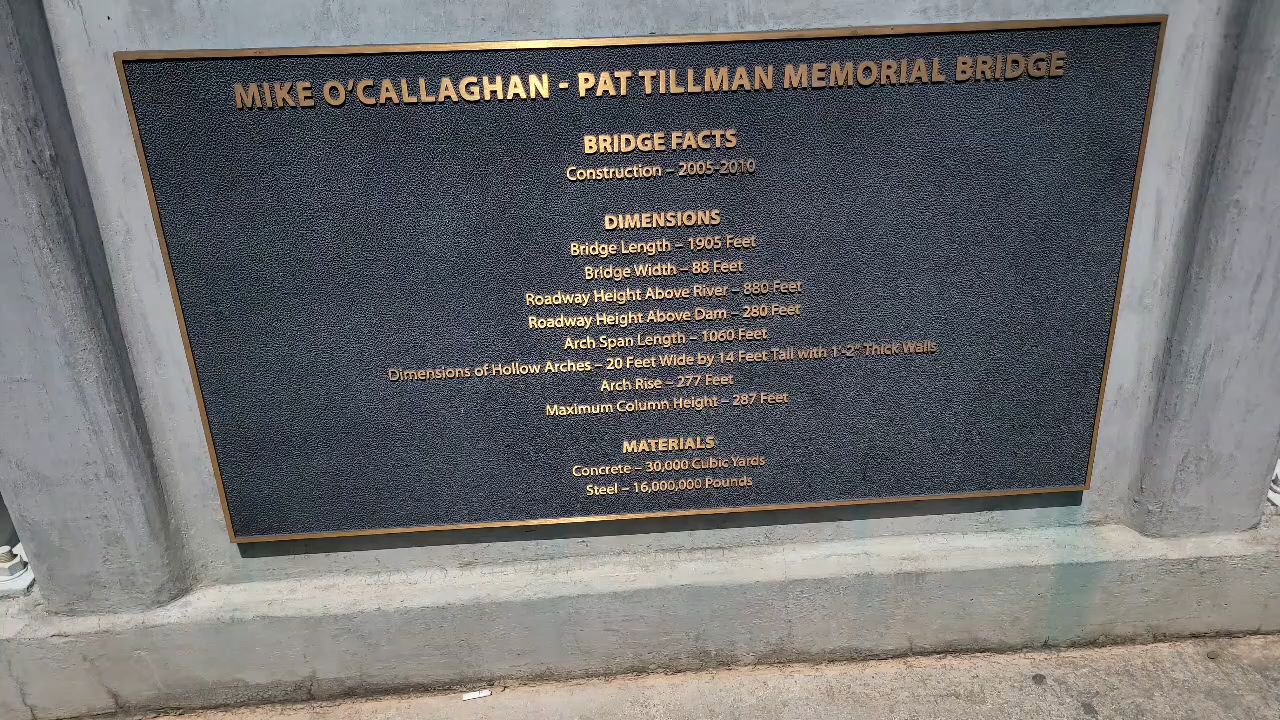 MIKE O'CALLAGHAN - PAT TILLMAN MEMORIAL BRIDGE
BRIDGE FACTS
Construction – 2005-2010
DIMENSIONS
Bridge Length – 1905 Feet
Bridge Width – 88 Feet
Roadway Height Above River – 880 Feet
Roadway Height Above Dam – 280 Feet
Arch Span Length – 1060 Feet
Dimensions of Hollow Arches – 20 Feet Wide by 14 Feet Tall with 1'-2" Thick Walls
Arch Rise – 277 Feet
Maximum Column Height – 287 Feet
MATERIALS
Concrete – 30,000 Cubic Yards
Steel – 16,000,000 Pounds